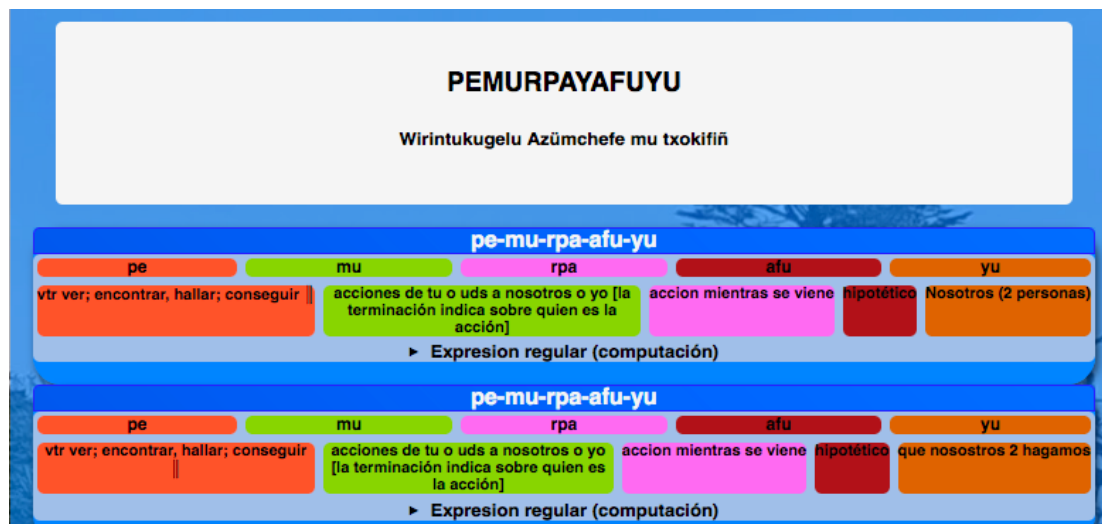 PEMURPAYAFUYU
Wirintukugelu Azümchefe mu txokifiñ
pe-mu-rpa-afu-yu
pe mu rpa afu yu
vtr ver; encontrar, hallar; conseguir || acciones de tu o uds a nosotros o yo [la accion mientras se viene hipotético Nosotros (2 personas)
terminación indica sobre quien es la
acción]
► Expresion regular (computación)
pe-mu-rpa-afu-yu
pe mu rpa afu yu
vtr ver; encontrar, hallar; conseguir acciones de tu o uds a nosotros o yo accion mientras se viene hipotético que nosostros 2 hagamos
|| [la terminación indica sobre quien es
la acción]
► Expresion regular (computación)